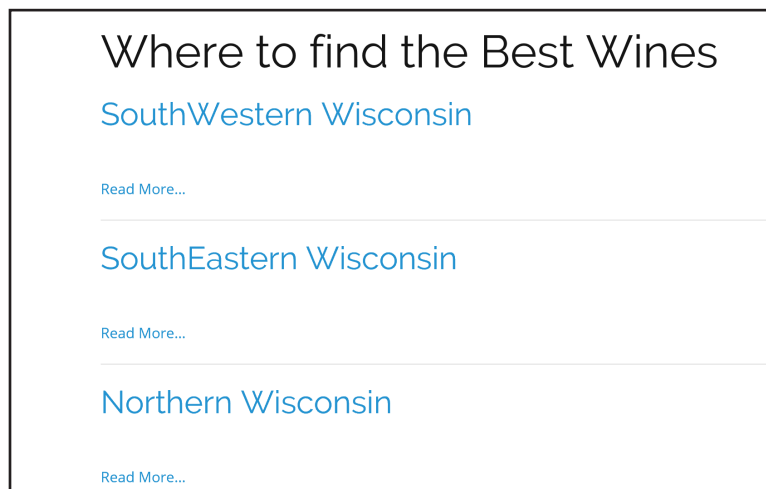 Where to find the Best Wines
SouthWestern Wisconsin
Read More...
SouthEastern Wisconsin
Read More...
Northern Wisconsin
Read More...